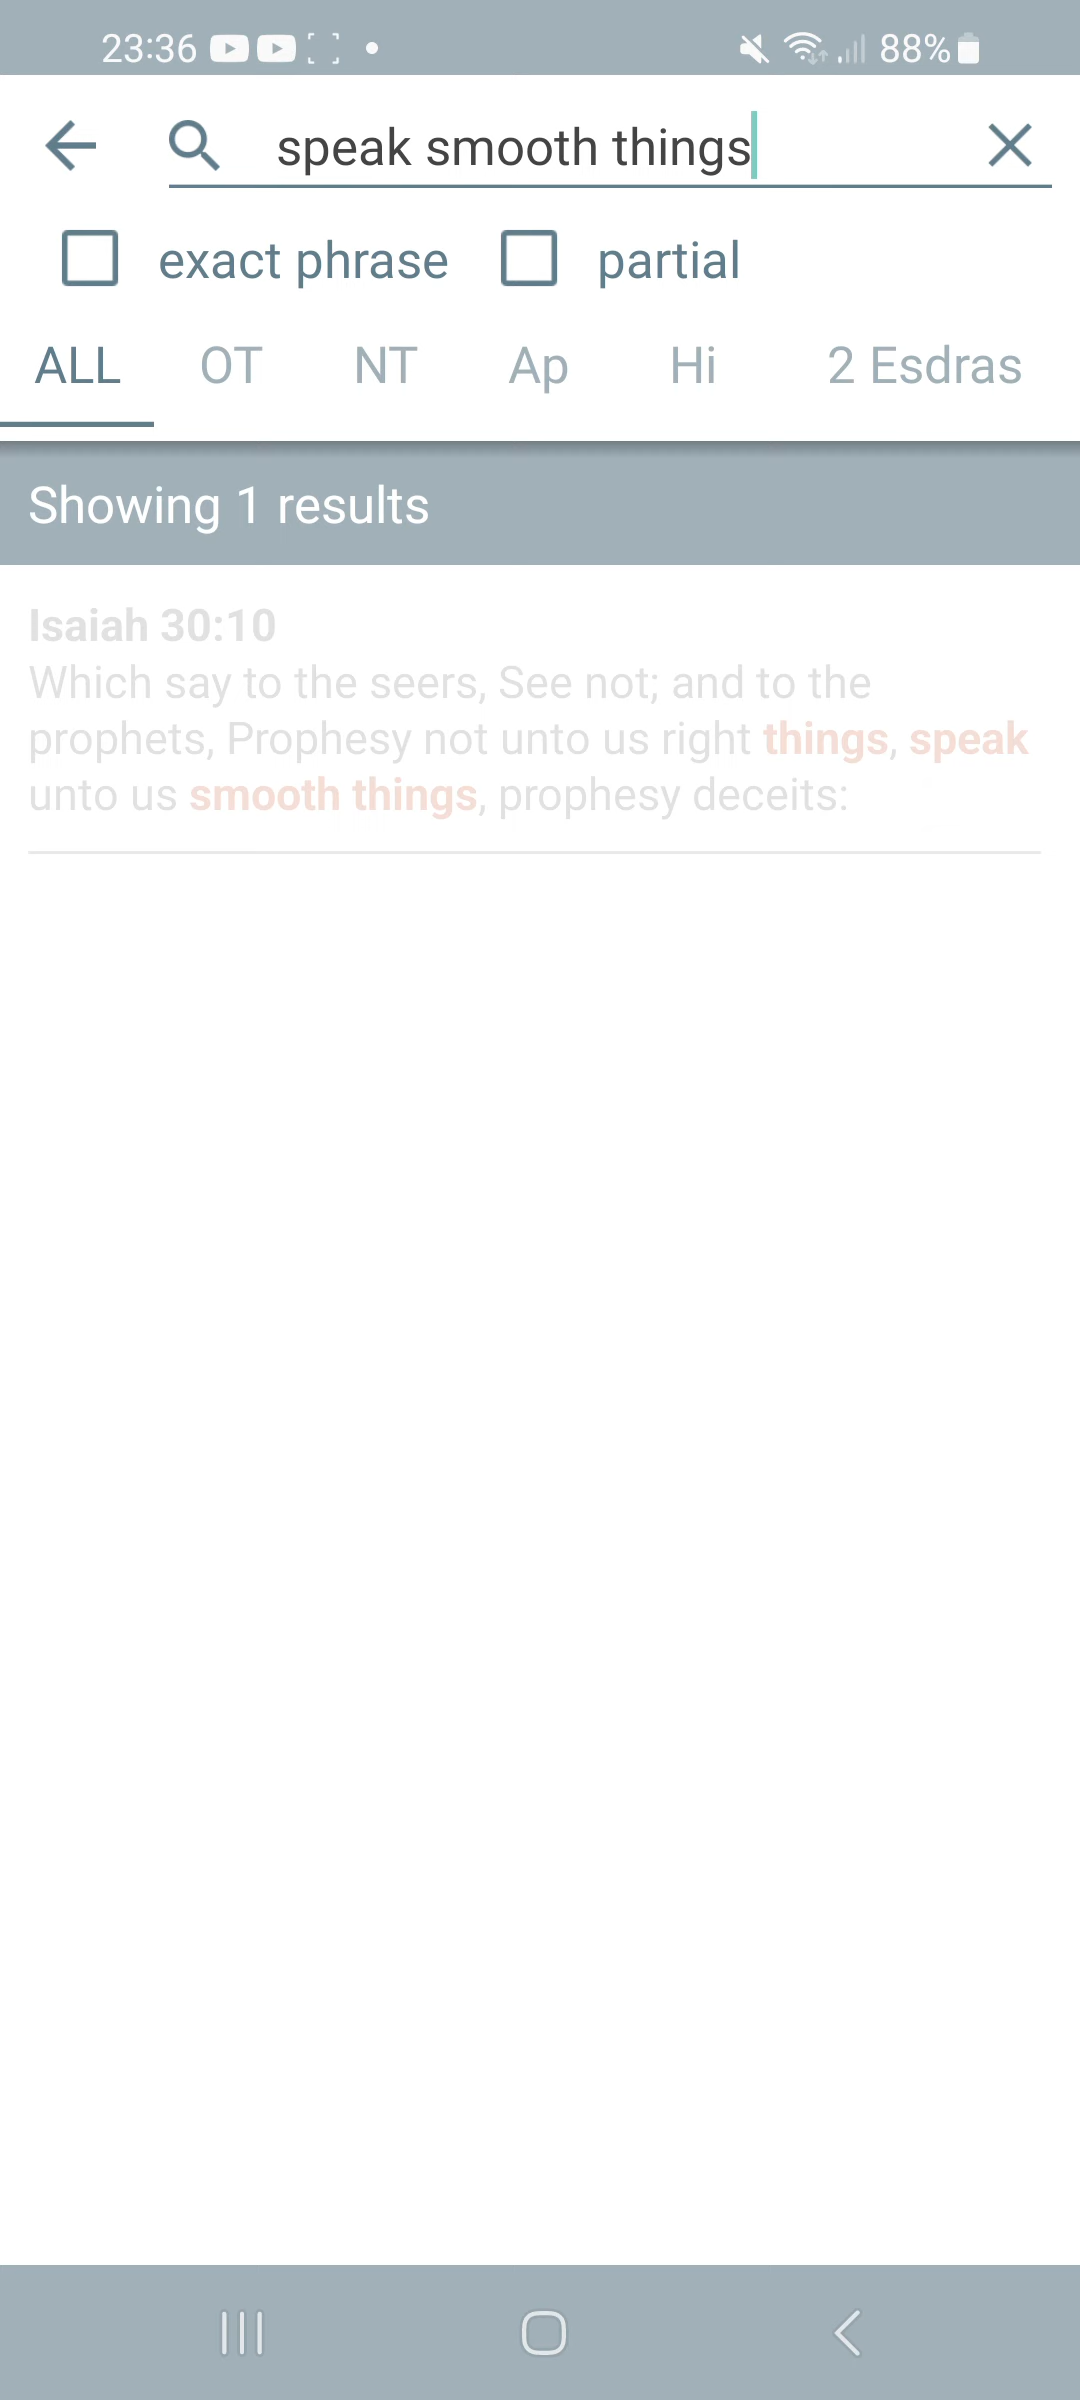 23:36 88%
speak smooth things
exact phrase partial
ALL OT NT Ap Hi 2 Esdras
Showing 1 results
Isaiah 30:10
Which say to the seers, See not; and to the
prophets, Prophesy not unto us right things, speak
unto us smooth things, prophesy deceits: